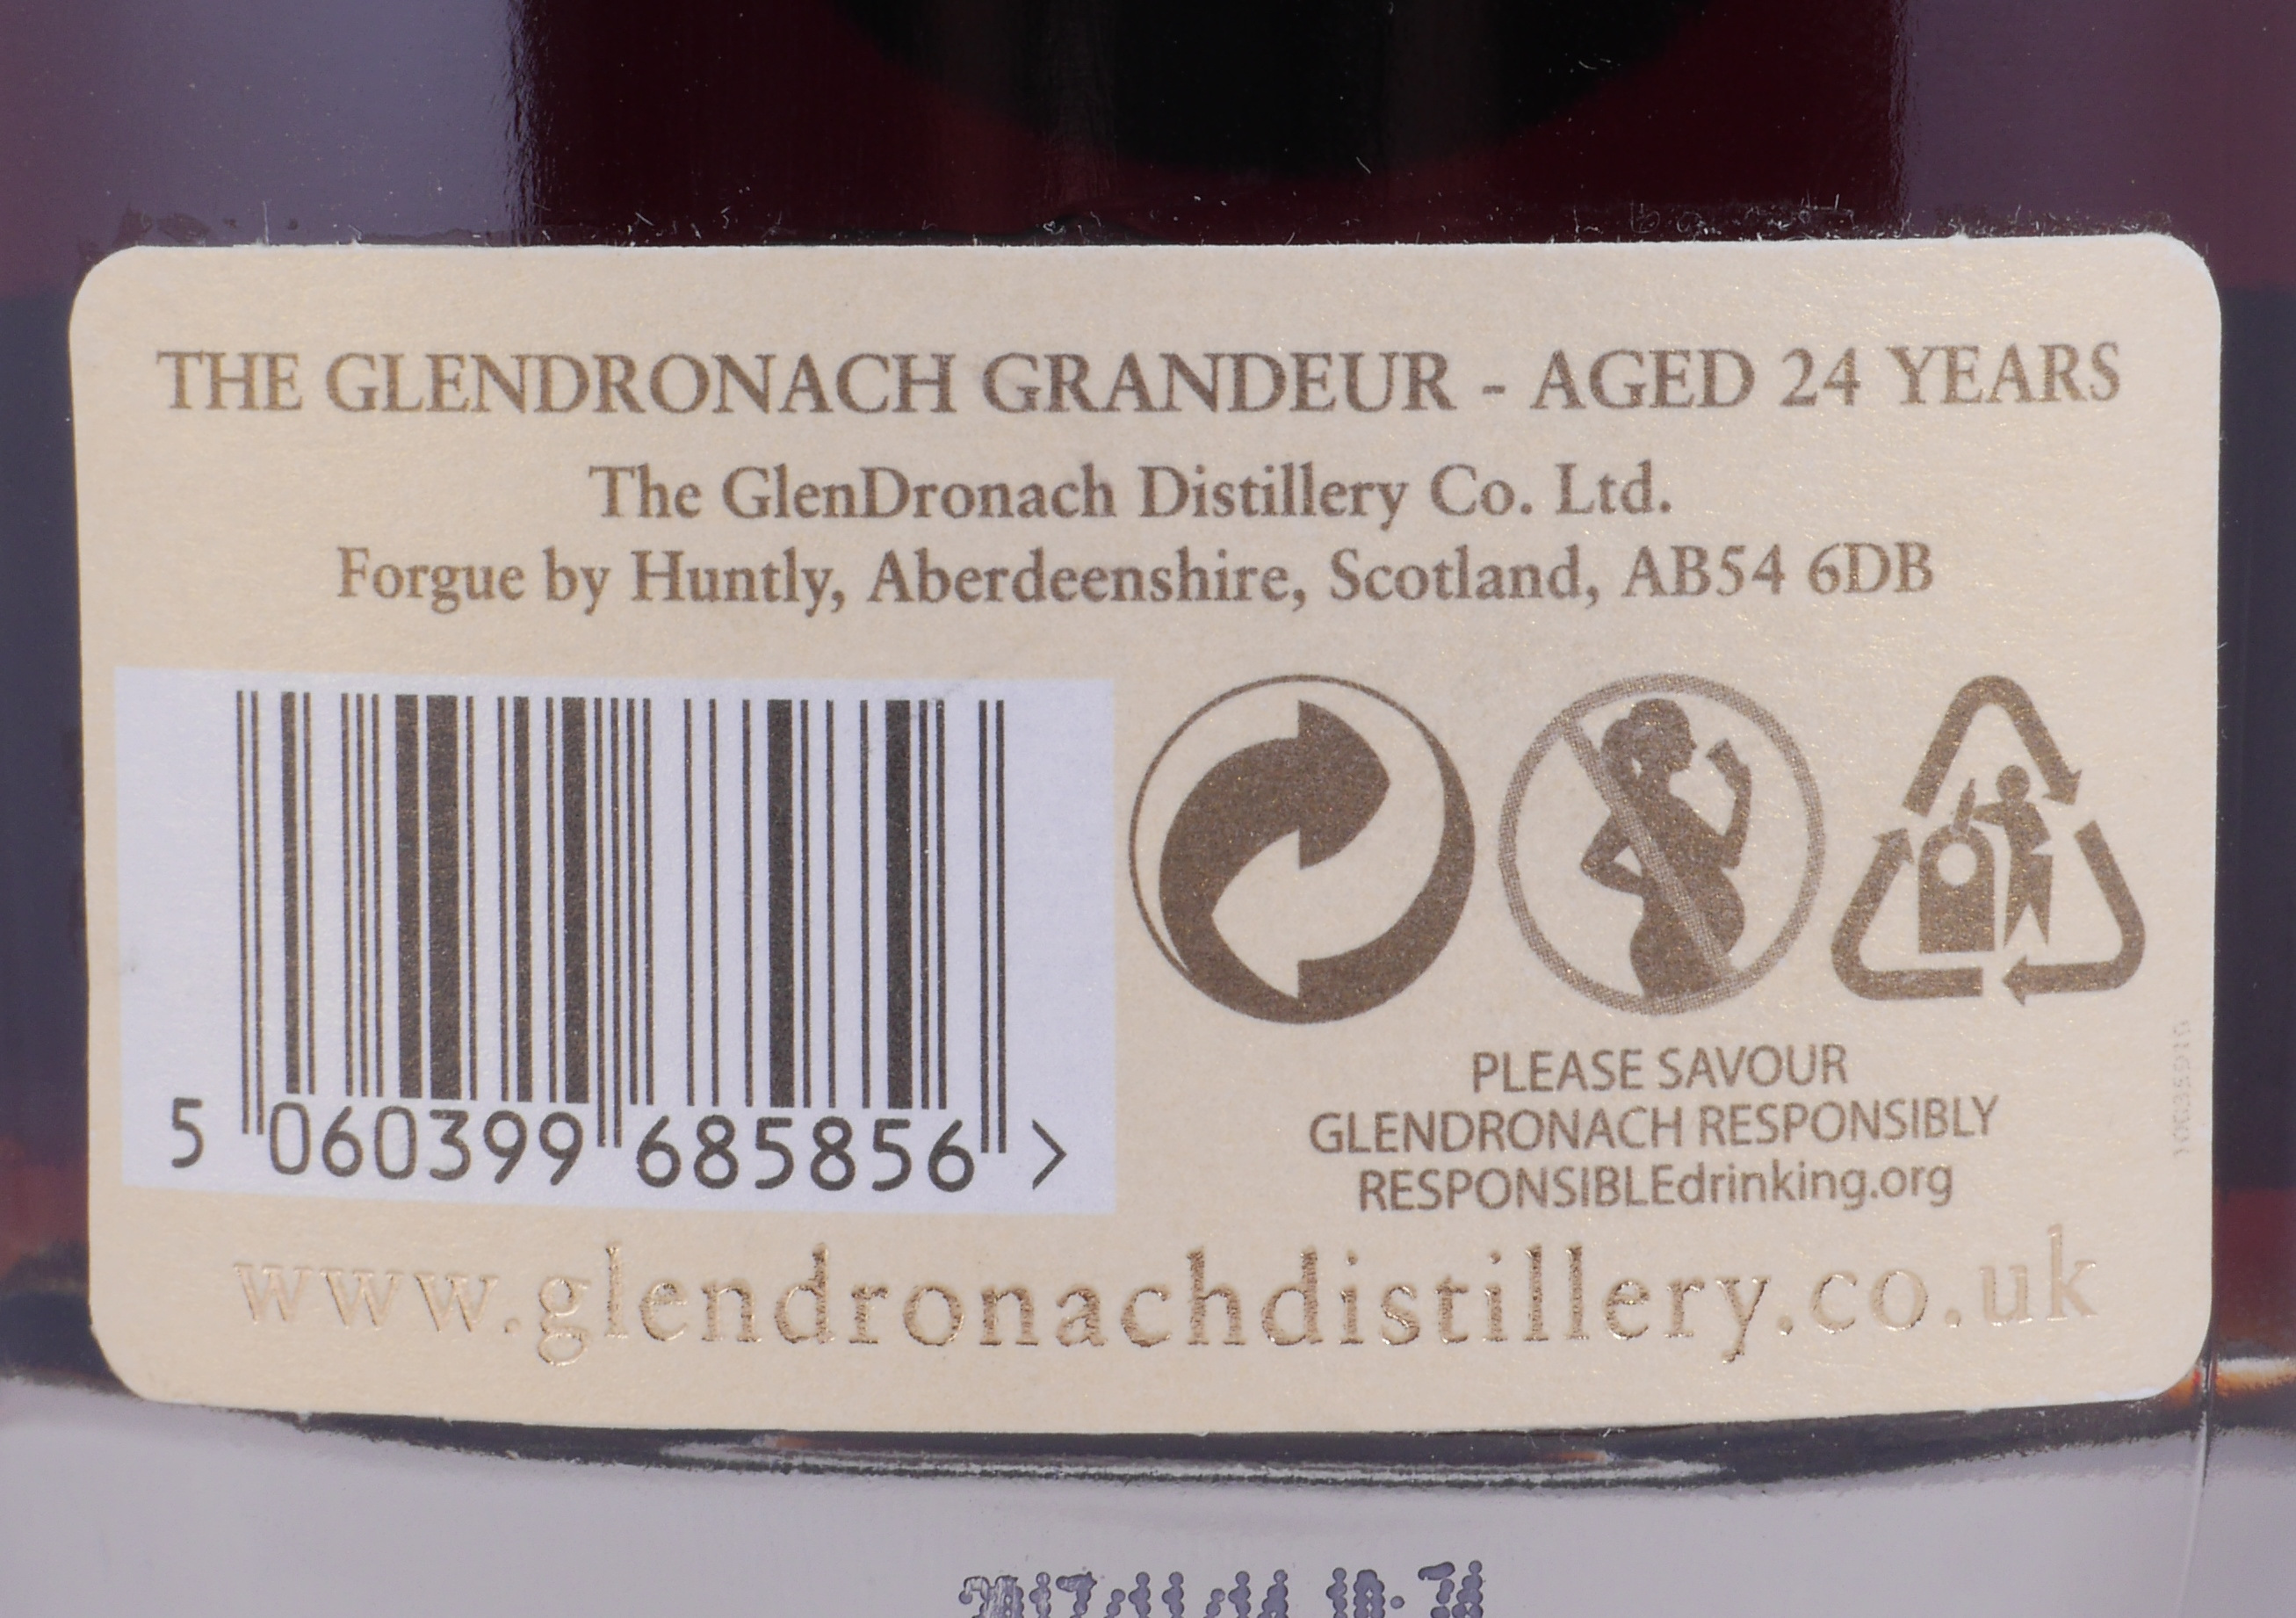 THE GLENDRONACH GRANDEUR - AGED 24 YEARS
The GlenDronach Distillery Co. Ltd.
Forgue by Huntly, Aberdeenshire, Scotland, AB54 6DB
5 060399 685856 >
PLEASE SAVOUR
GLENDRONACH RESPONSIBLY
RESPONSIBLEdrinking.org
www.glendronachdistillery.co.uk